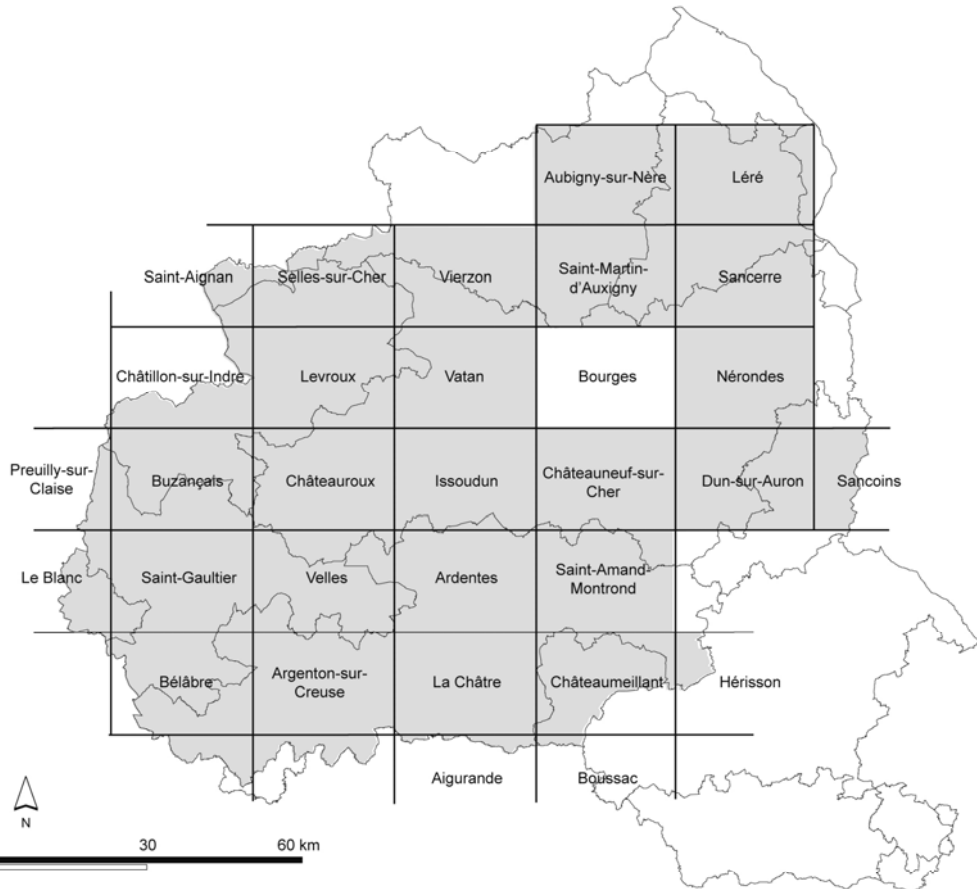 Aubigny-sur-Nère
Léré
Saint-Aignan
Selles-sur-Cher
Vierzon
Saint-Martin-
d'Auxigny
Sancerre
Châtillon-sur-Indre
Levroux
Vatan
Bourges
Nérondes
Preuilly-sur-
Claise
Buzançais
Châteauroux
Issoudun
Châteauneuf-sur-
Cher
Dun-sur-Auron
Sancoins
Le Blanc
Saint-Gaultier
Velles
Ardentes
Saint-Amand-
Montrond
Bélâbre
Argenton-sur-
Creuse
La Châtre
Châteaumeillant
Hérisson
Aigurande
Boussac
N
30
60 km